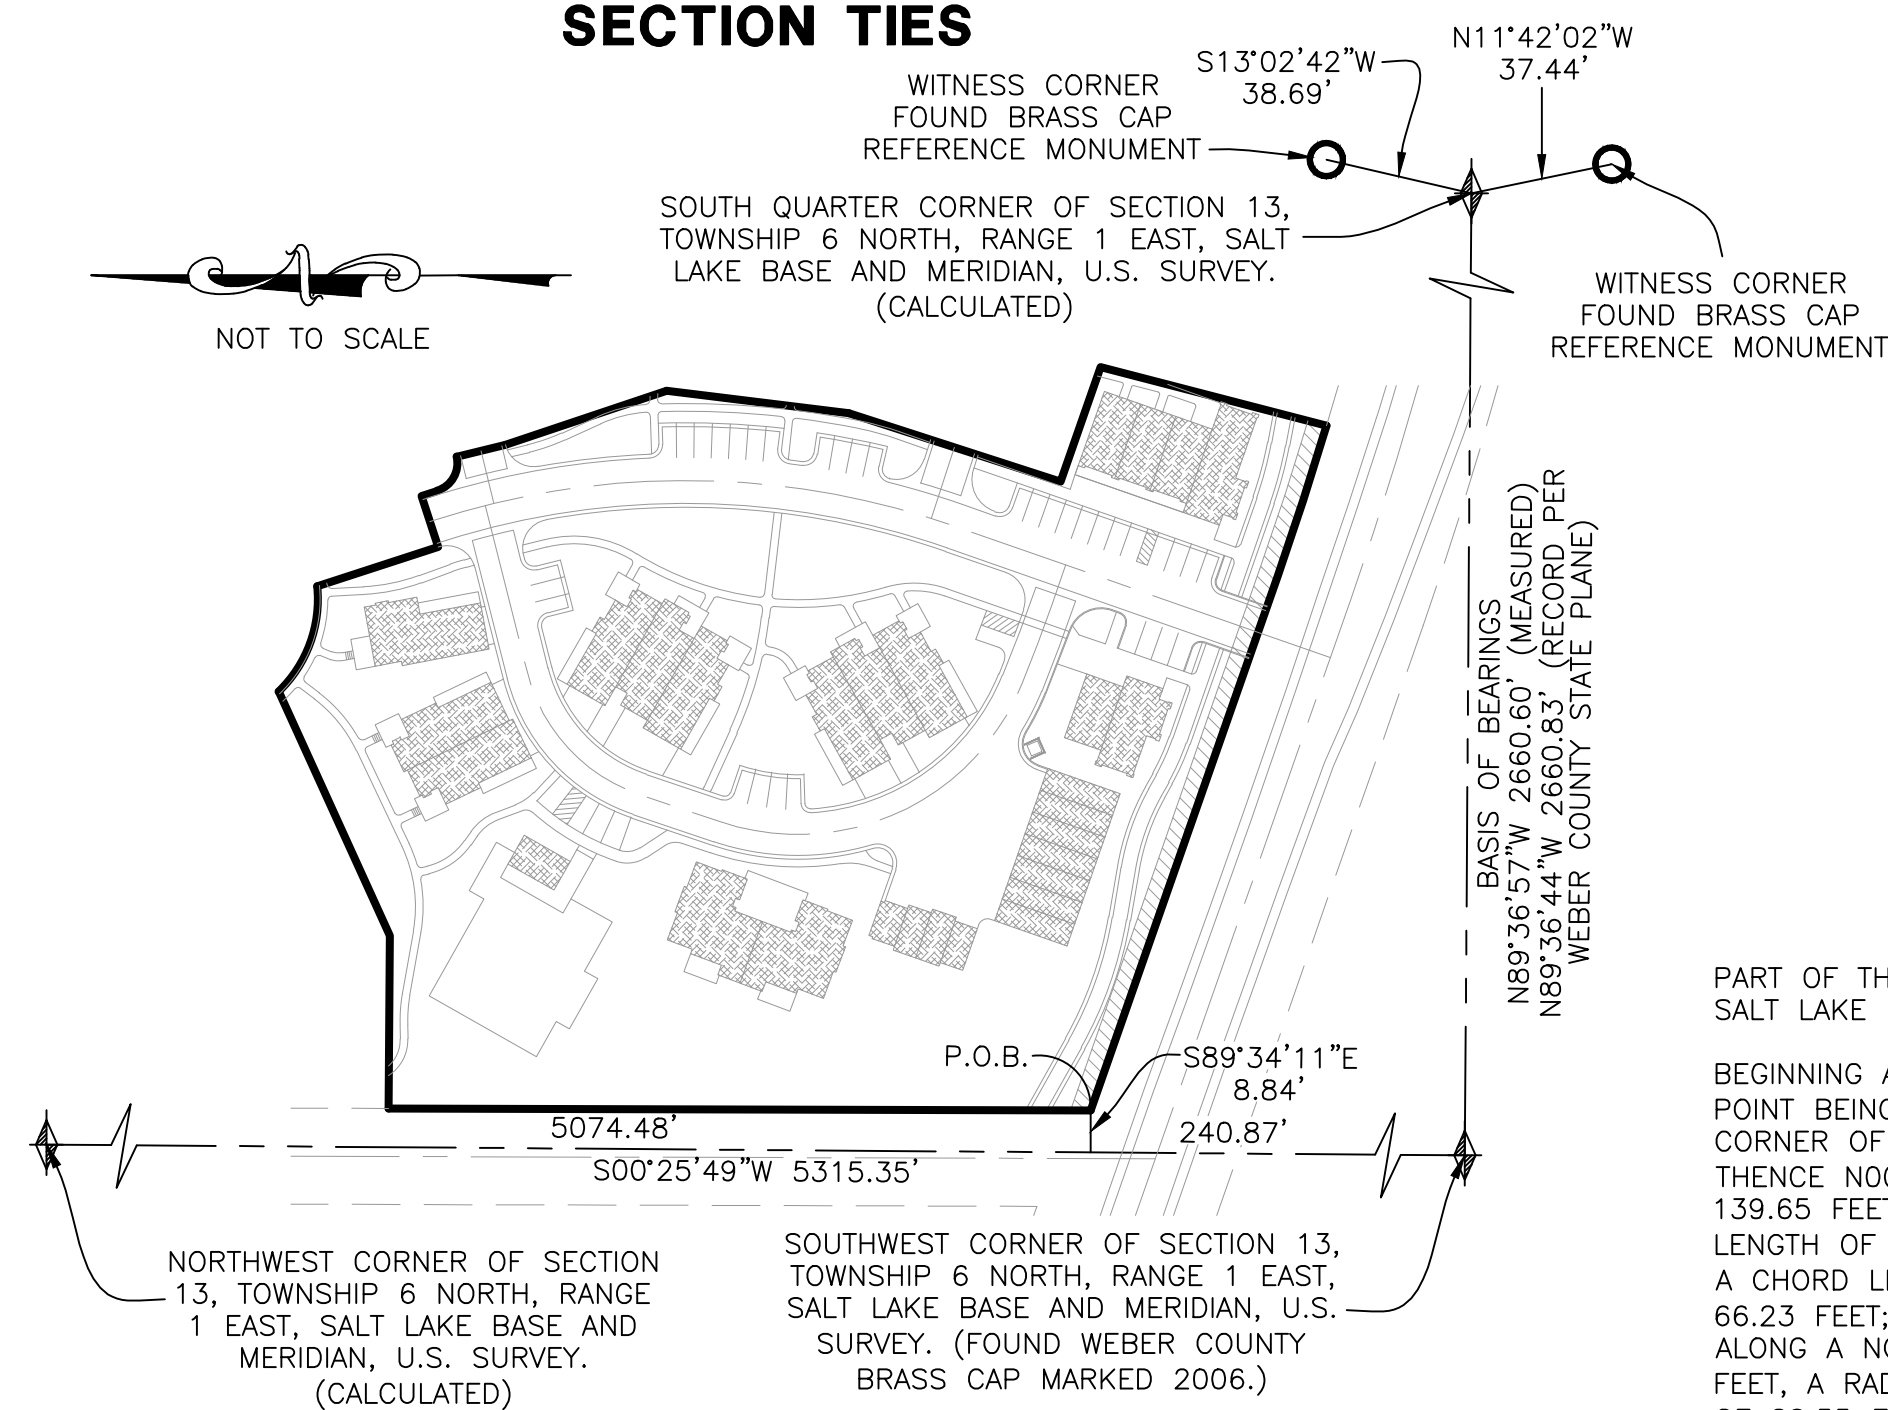 SECTION TIES
WITNESS CORNER
FOUND BRASS CAP
REFERENCE MONUMENT
S13°02'42"W
38.69'
N11°42'02"W
37.44'
SOUTH QUARTER CORNER OF SECTION 13,
TOWNSHIP 6 NORTH, RANGE 1 EAST, SALT
LAKE BASE AND MERIDIAN, U.S. SURVEY.
(CALCULATED)
WITNESS CORNER
FOUND BRASS CAP
REFERENCE MONUMENT
N
NOT TO SCALE
BASIS OF BEARINGS
N89°36'57"W 2660.60' (MEASURED)
N89°36'44"W 2660.83' (RECORD PER
WEBER COUNTY STATE PLANE)
P.O.B.
S89°34'11"E
8.84'
5074.48'
240.87'
S00°25'49"W 5315.35'
NORTHWEST CORNER OF SECTION
13, TOWNSHIP 6 NORTH, RANGE
1 EAST, SALT LAKE BASE AND
MERIDIAN, U.S. SURVEY.
(CALCULATED)
SOUTHWEST CORNER OF SECTION 13,
TOWNSHIP 6 NORTH, RANGE 1 EAST,
SALT LAKE BASE AND MERIDIAN, U.S.
SURVEY. (FOUND WEBER COUNTY
BRASS CAP MARKED 2006.)
PART OF TH
SALT LAKE
BEGINNING A
POINT BEING
CORNER OF
THENCE N00
139.65 FEET
LENGTH OF
A CHORD LE
66.23 FEET;
ALONG A NO
FEET, A RAD